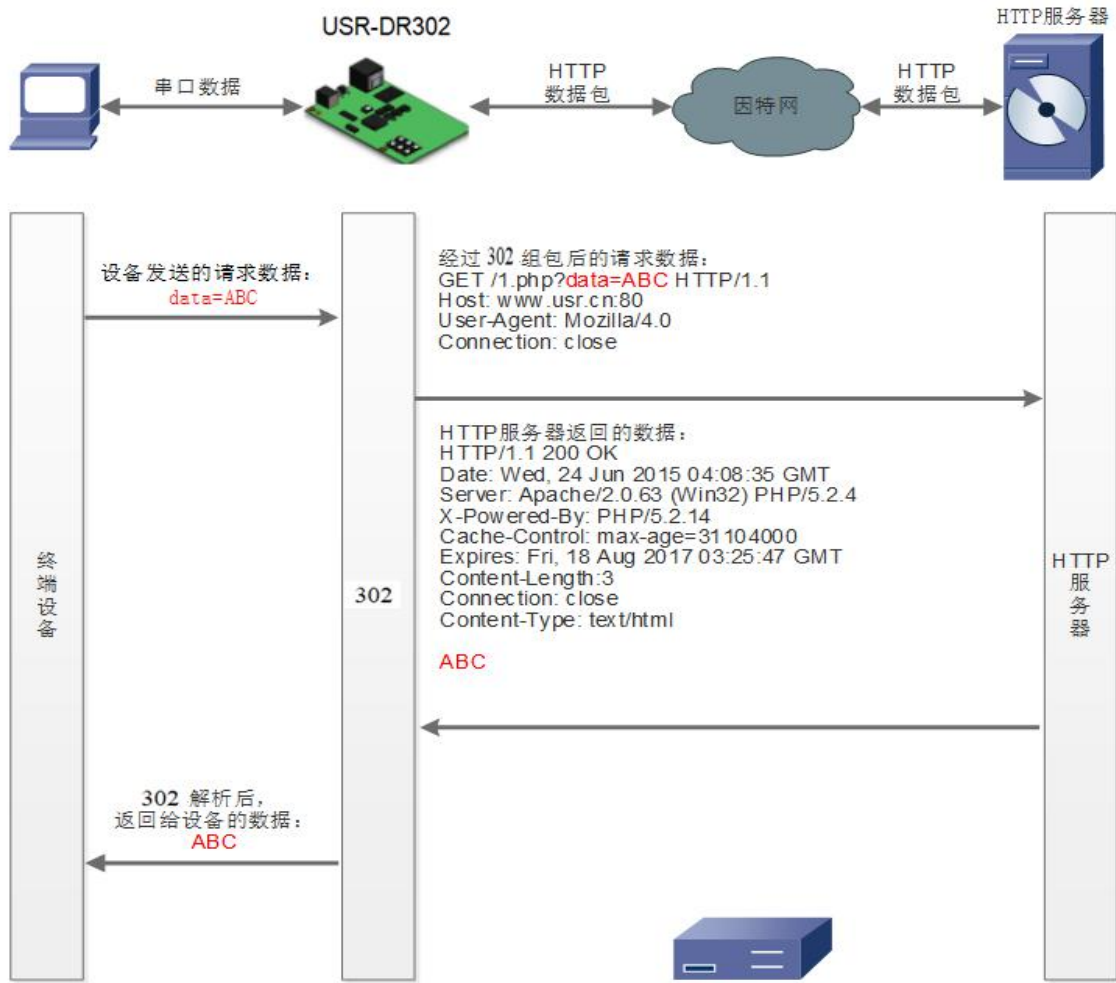 USR-DR302
HTTP服务器
串口数据
HTTP
数据包
因特网
HTTP
数据包
设备发送的请求数据:
data=ABC
经过 302 组包后的请求数据:
GET /1.php?data=ABC HTTP/1.1
Host: www.usr.cn:80
User-Agent: Mozilla/4.0
Connection: close
HTTP服务器返回的数据:
HTTP/1.1 200 OK
Date: Wed, 24 Jun 2015 04:08:35 GMT
Server: Apache/2.0.63 (Win32) PHP/5.2.4
X-Powered-By: PHP/5.2.14
Cache-Control: max-age=31104000
Expires: Fri, 18 Aug 2017 03:25:47 GMT
Content-Length:3
Connection: close
Content-Type: text/html
ABC
终端设备
302
HTTP
服务器
302 解析后,
返回给设备的数据:
ABC